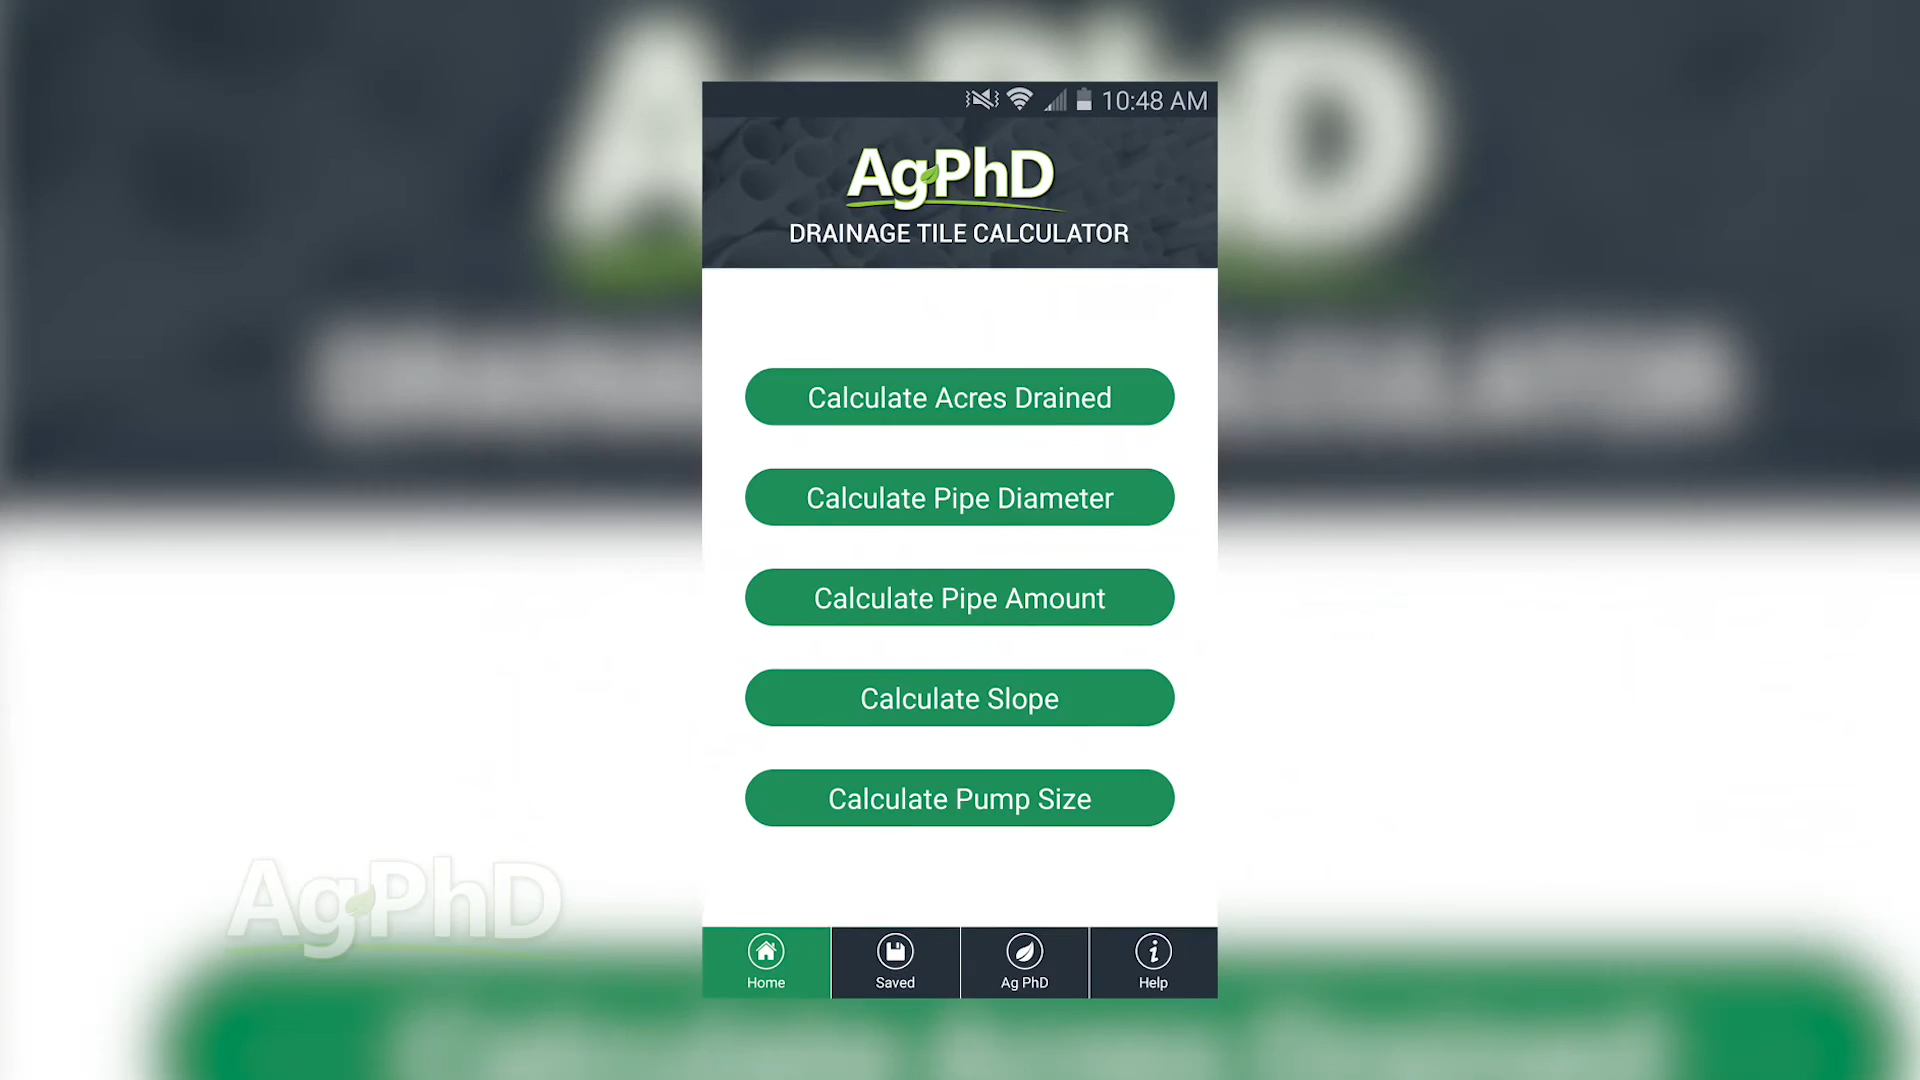 10:48 AM
AgPhD
DRAINAGE TILE CALCULATOR
Calculate Acres Drained
Calculate Pipe Diameter
Calculate Pipe Amount
Calculate Slope
Calculate Pump Size
AgPhD
Home
Saved
Ag PhD
Help